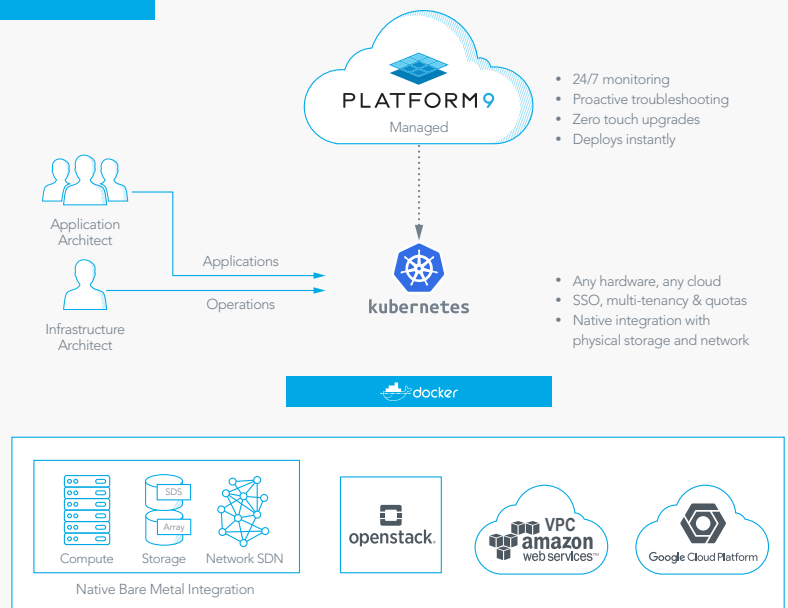 PLATFORM9
Managed
• 24/7 monitoring
• Proactive troubleshooting
• Zero touch upgrades
• Deploys instantly
Application
Architect
Applications
Operations
Infrastructure
Architect
kubernetes
• Any hardware, any cloud
• SSO, multi-tenancy & quotas
• Native integration with
physical storage and network
docker
SDS
Array
Compute
Storage
Network SDN
Native Bare Metal Integration
openstack.
VPC
amazon
web services™
Google Cloud Platform